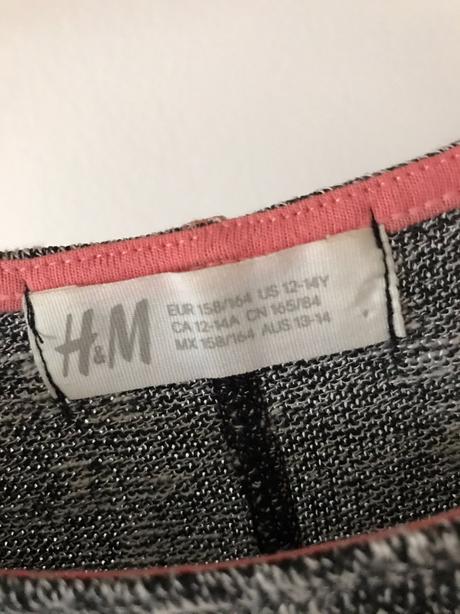 H&M
EUR 158/164 US 12-14Y
CA 12-14A CN 165/84
MX 158/164 AUS 13-14